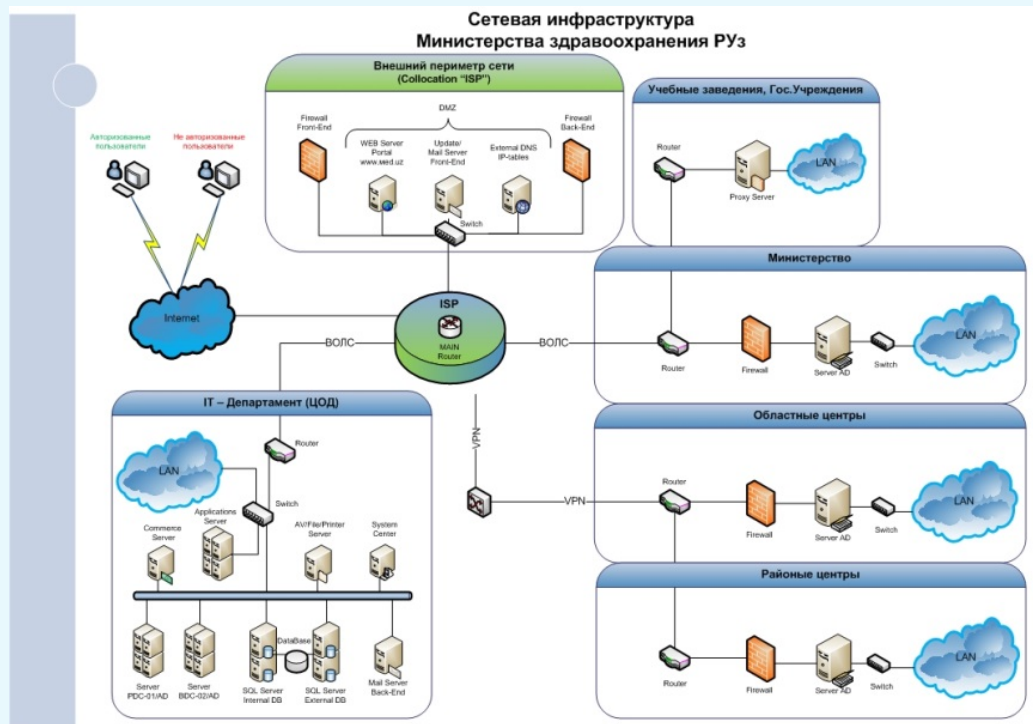 Сетевая инфраструктура
Министерства здравоохранения РУз
Внешний периметр сети
(Collocation "ISP")
DMZ
Firewall
Front-End
WEB Server
Portal
www.med.uz
Update/
Mail Server
Front-End
External DNS
IP-tables
Firewall
Back-End
Switch
Авторизованные
пользователи
Не авторизованные
пользователи
Internet
ISP
MAIN
Router
ВОЛС
ВОЛС
VPN
VPN
Учебные заведения, Гос.Учреждения
Router
Proxy Server
LAN
Министерство
Router
Firewall
Server AD
Switch
LAN
Областные центры
Router
Firewall
Server AD
Switch
LAN
Районые центры
Router
Firewall
Server AD
Switch
LAN
IT – Департамент (ЦОД)
Router
LAN
Switch
Commerce
Server
Applications
Server
AV/File/Printer
Server
System
Center
DataBase
Server
PDC-01/AD
Server
BDC-02/AD
SQL Server
Internal DB
SQL Server
External DB
Mail Server
Back-End